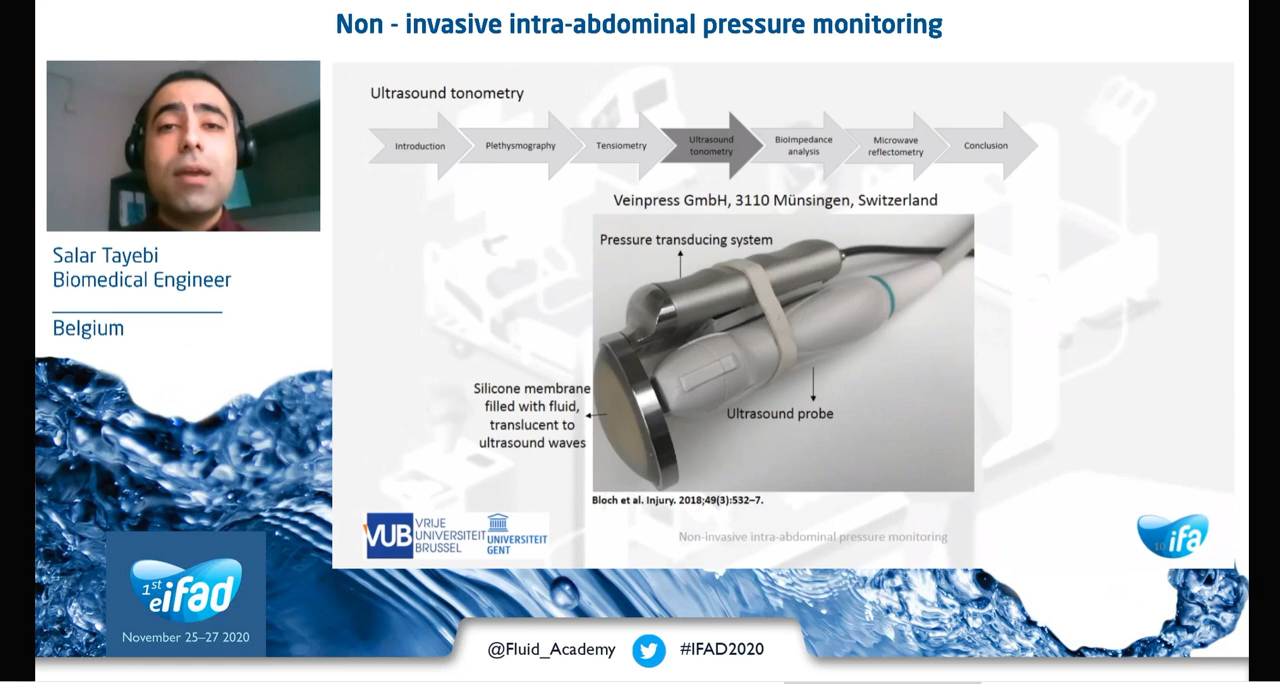 Non - invasive intra-abdominal pressure monitoring
Salar Tayebi
Biomedical Engineer
Belgium
Ultrasound tonometry
Introduction
Plethysmography
Tensiometry
Ultrasound
tonometry
BioImpedance
analysis
Microwave
reflectometry
Conclusion
Veinpress GmbH, 3110 Münsingen, Switzerland
Pressure transducing system
Silicone membrane
filled with fluid,
translucent to
ultrasound waves
Ultrasound probe
Bloch et al. Injury. 2018;49(3):532–7.
VUB
VRIJE
UNIVERSITEIT
BRUSSEL
UNIVERSITEIT
GENT
Non-invasive intra-abdominal pressure monitoring
10
ifa
1st
eifad
November 25–27 2020
@Fluid_Academy
#IFAD2020